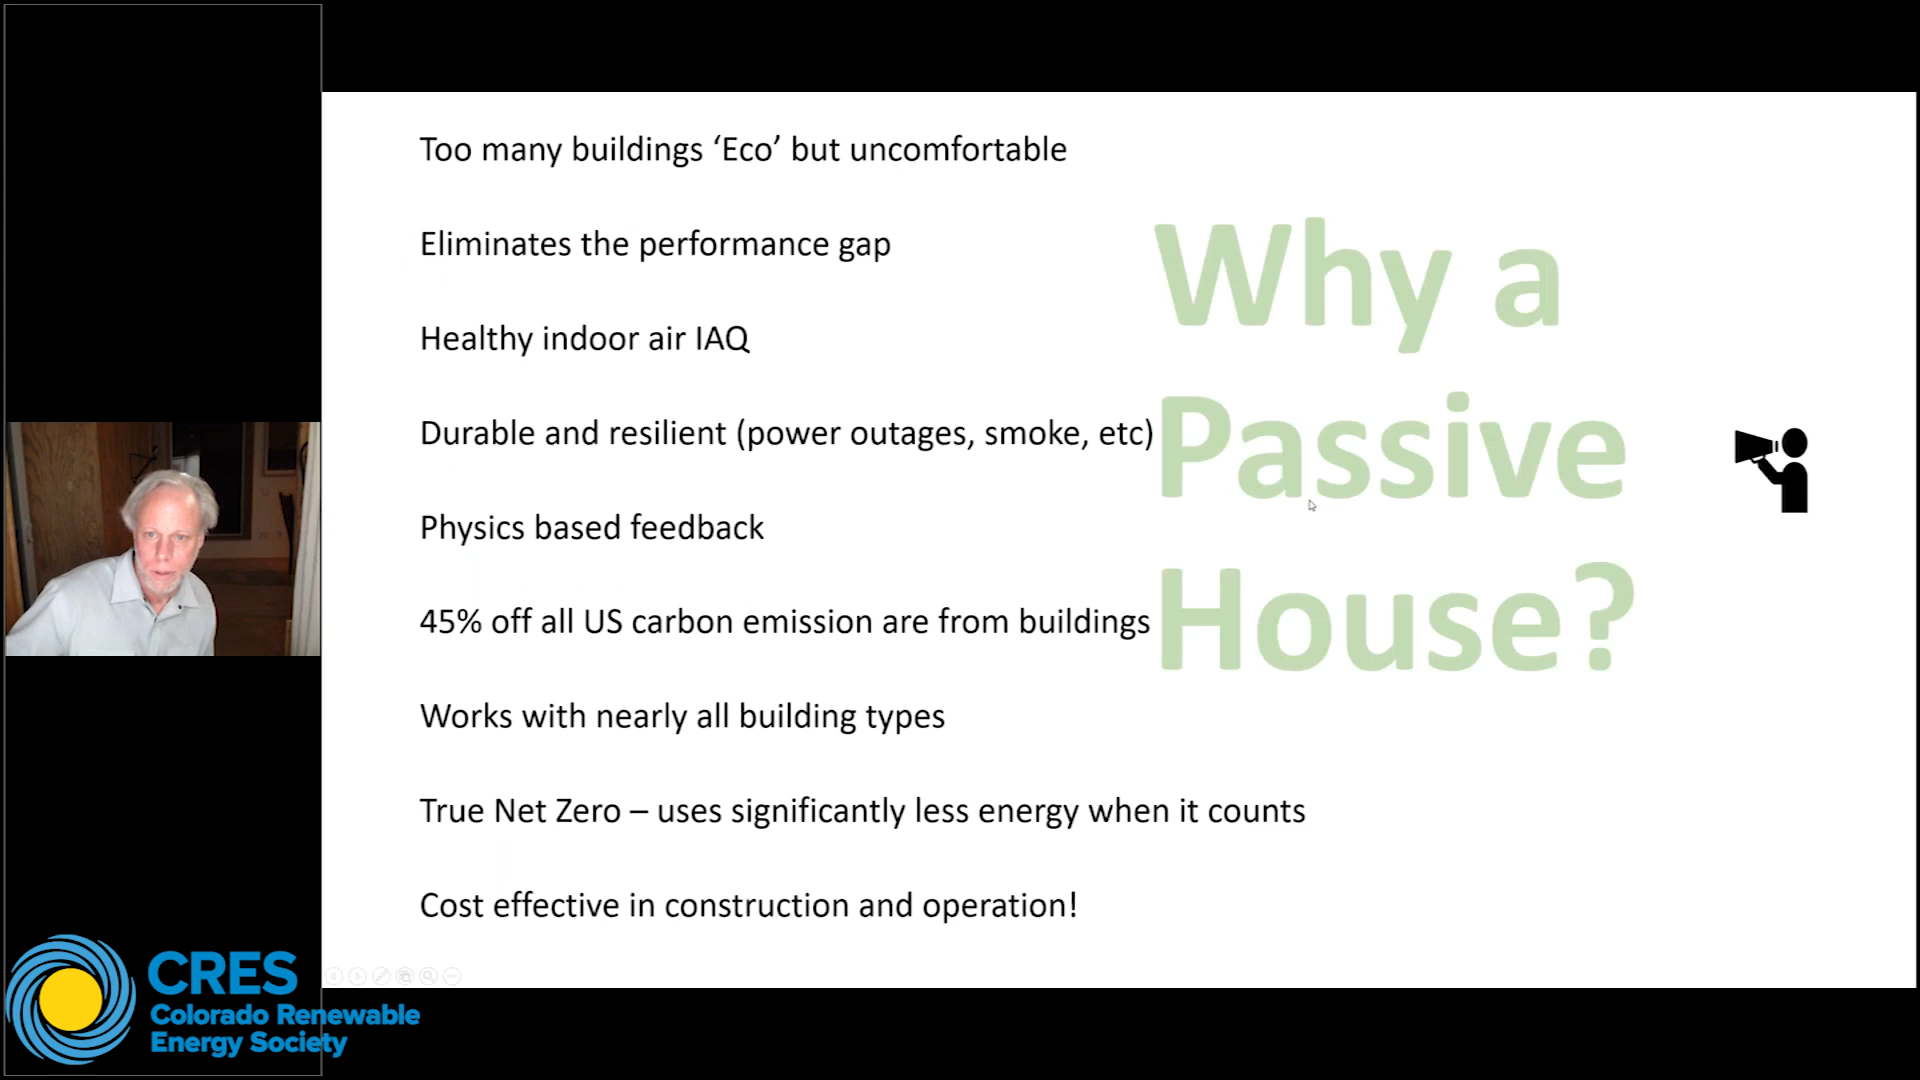 Too many buildings ‘Eco’ but uncomfortable
Eliminates the performance gap
Healthy indoor air IAQ
Durable and resilient (power outages, smoke, etc)
Physics based feedback
45% off all US carbon emission are from buildings
Works with nearly all building types
True Net Zero – uses significantly less energy when it counts
Cost effective in construction and operation!
Why a
Passive
House?
CRES
Colorado Renewable
Energy Society